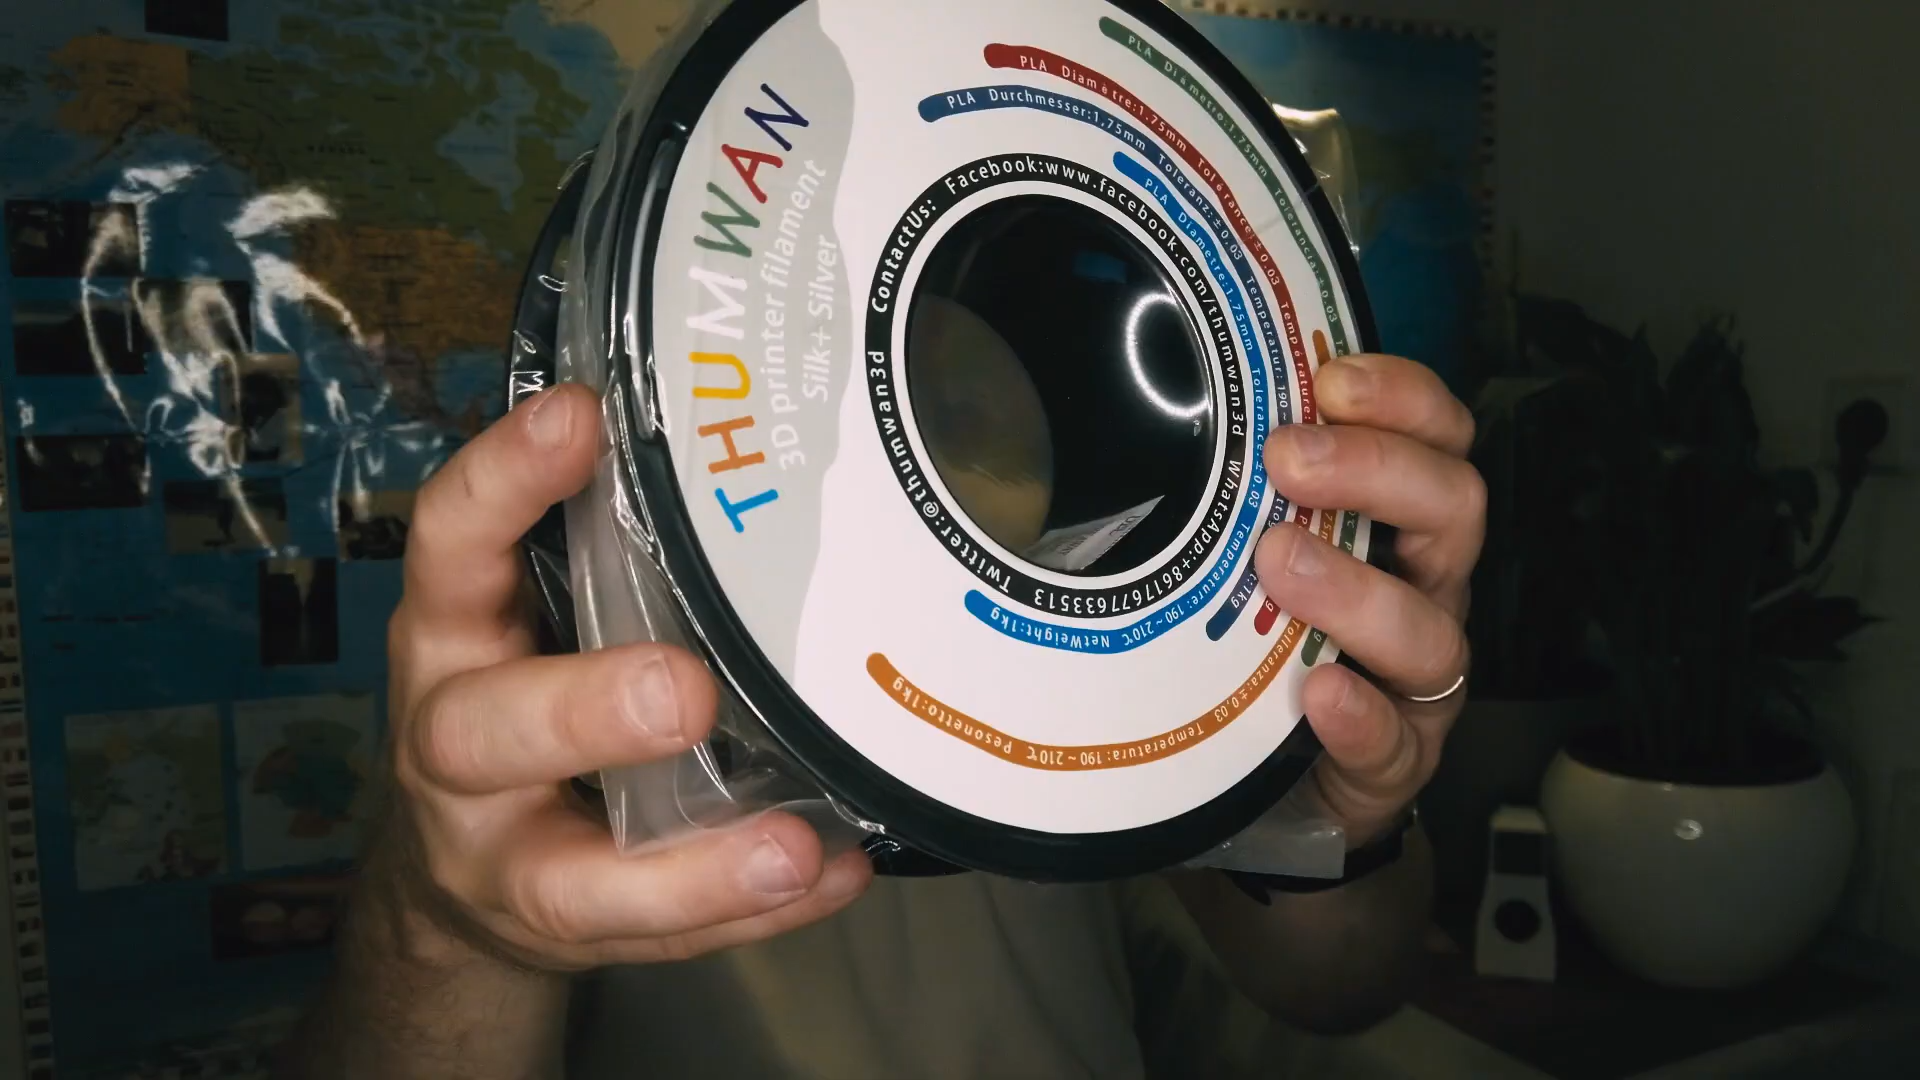 THUMWAN
3D printer filament
Silk+ Silver
PLA Diámetro:1,75mm Tolerancia:±0.03
PLA Diamètre:1.75mm Tolérance:±0.03 Température:
PLA Durchmesser:1,75mm Toleranz:±0,03 Temperatur:190~
PLA Diametre:1.75mm Tolerance:±0.03 Temperature:190~210℃ NetWeight:1kg
ContactUs: Facebook:www.facebook.com/thumwan3d WhatsApp:+8617677633513 Twitter:@thumwan3d
Tolleranza:±0,03 Temperatura:190~210℃ Pesonetto:1kg